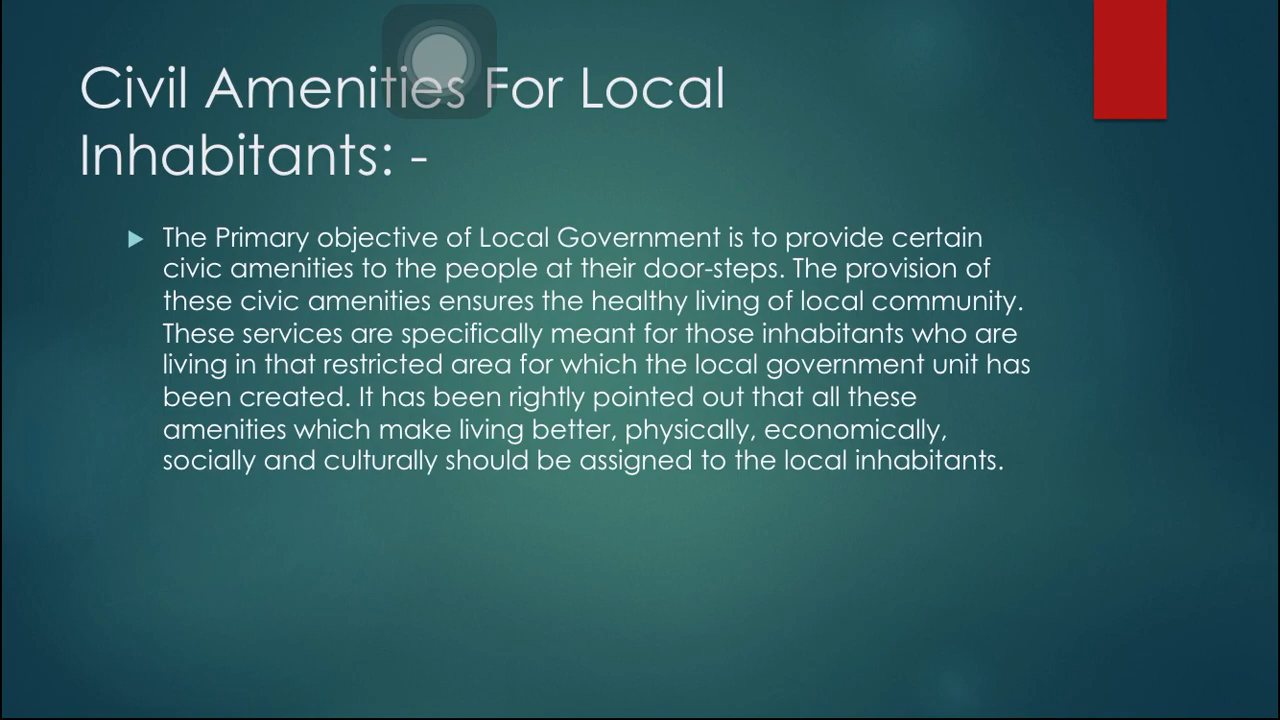 Civil Amenities For Local
Inhabitants: -
The Primary objective of Local Government is to provide certain
civic amenities to the people at their door-steps. The provision of
these civic amenities ensures the healthy living of local community.
These services are specifically meant for those inhabitants who are
living in that restricted area for which the local government unit has
been created. It has been rightly pointed out that all these
amenities which make living better, physically, economically,
socially and culturally should be assigned to the local inhabitants.